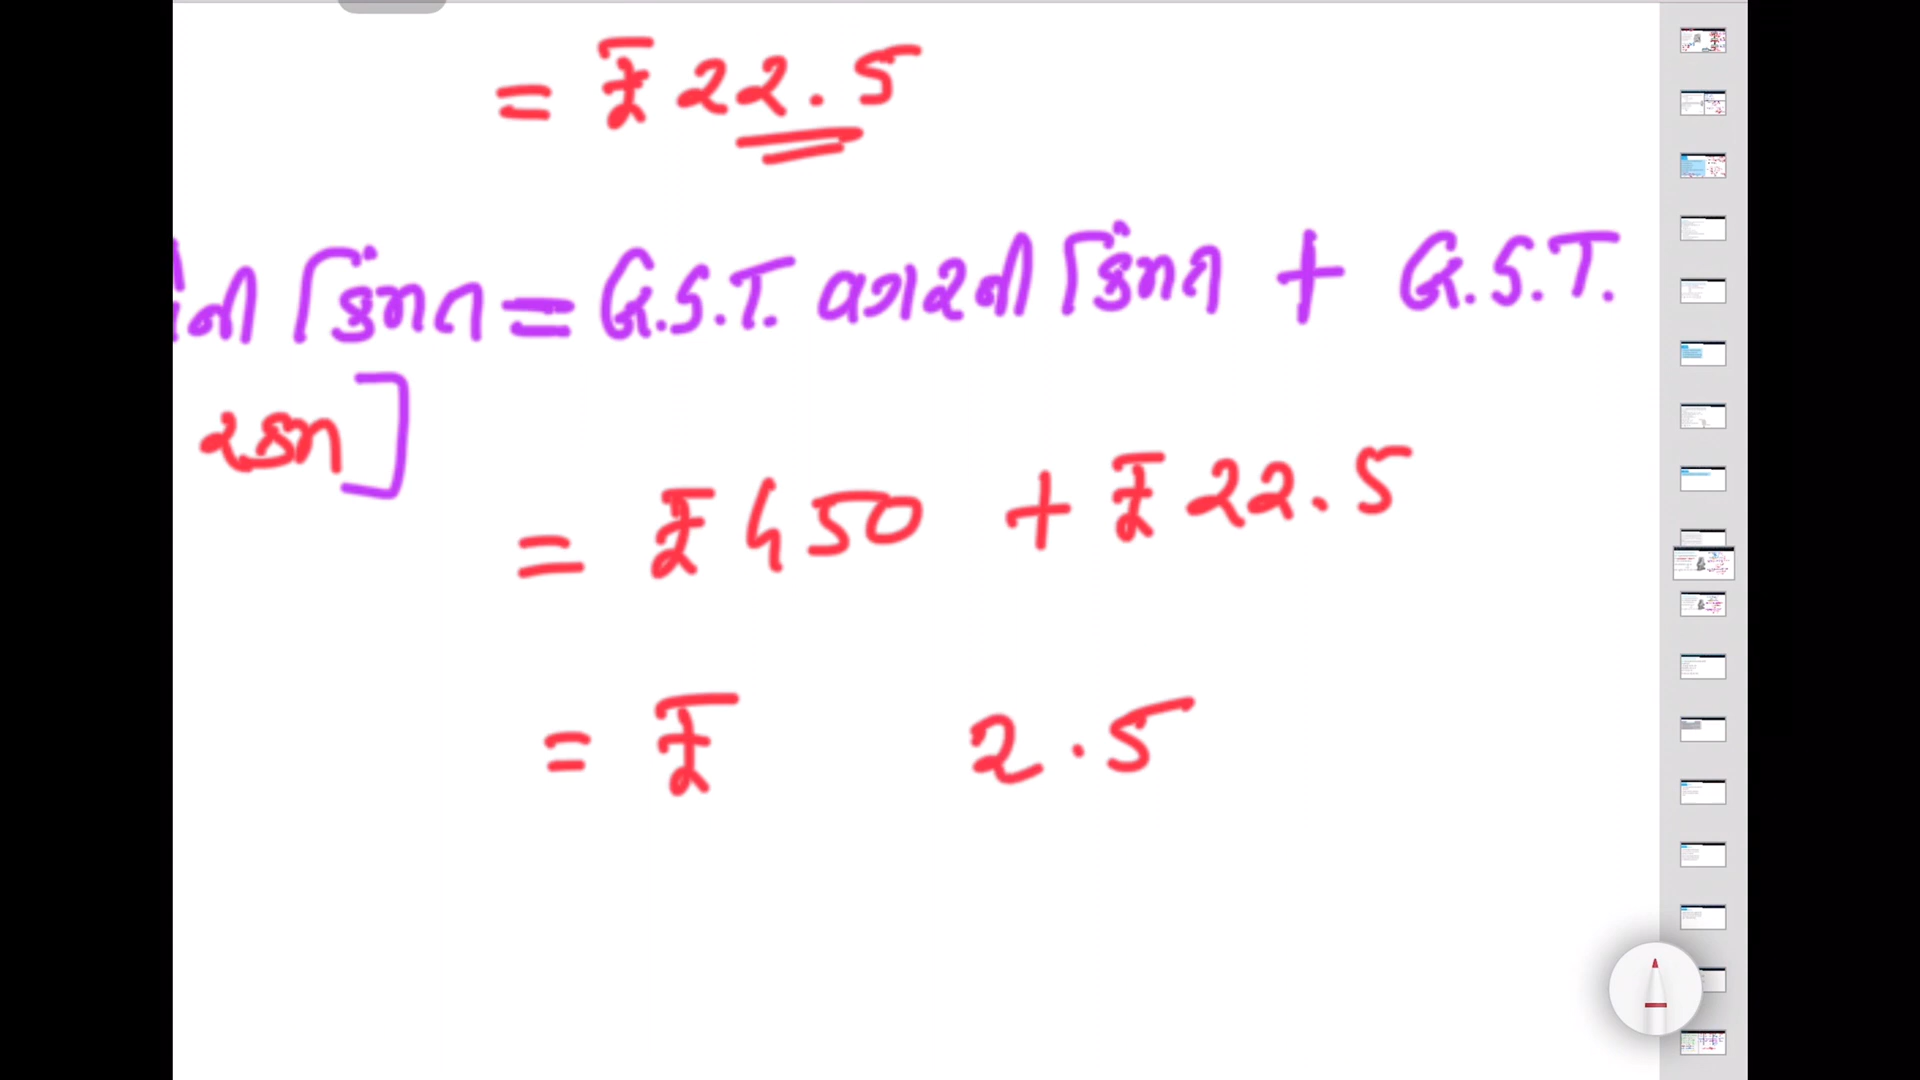 = ₹ 22.5
ની કિંમત = G.S.T. વગરની કિંમત + G.S.T.
રકમ]
= ₹ 450 + ₹ 22.5
= ₹ 2.5